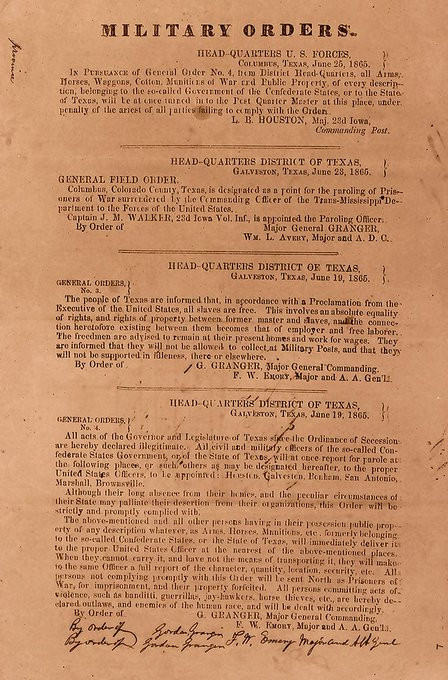 MILITARY ORDERS.
HEAD-QUARTERS U. S. FORCES,
COLUMBUS, TEXAS, June 25, 1865.
IN PURSUANCE of General Order No. 4, from District Head-Quarters, all Arms,
Horses, Waggons, Cotton, Munitions of War and Public Property, of every descrip-
tion, belonging to the so-called Government of the Confederate States, or to the State
of Texas, will be at once turned in to the Post Quarter Master at this place, under
penalty of the arrest of all parties failing to comply with the Order.
L. B. HOUSTON, Maj. 23d Iowa,
Commanding Post.
HEAD-QUARTERS DISTRICT OF TEXAS,
GALVESTON, TEXAS, June 23, 1865.
GENERAL FIELD ORDER.
Columbus, Colorado County, Texas, is designated as a point for the paroling of Pris-
oners of War surrendered by the Commanding Officer of the Trans-Mississippi De-
partment to the Forces of the United States.
Captain J. M. WALKER, 23d Iowa Vol. Inf., is appointed the Paroling Officer.
By Order of Major General GRANGER,
WM. L. AVERY, Major and A. D. C.
HEAD-QUARTERS DISTRICT OF TEXAS,
GALVESTON, TEXAS, June 19, 1865.
GENERAL ORDERS,
No. 3.
The people of Texas are informed that, in accordance with a Proclamation from the
Executive of the United States, all slaves are free. This involves an absolute equality
of rights, and rights of property between former master and slaves, and the connec-
tion heretofore existing between them becomes that of employer and free laborer.
The freedmen are advised to remain at their present homes and work for wages. They
are informed that they will not be allowed to collect at Military Posts, and that they
will not be supported in idleness, there or elsewhere.
By Order of G. GRANGER, Major General Commanding.
F. W. EMORY, Major and A. A. Gen'l.
HEAD-QUARTERS DISTRICT OF TEXAS,
GALVESTON, TEXAS, June 19, 1865.
GENERAL ORDERS,
No. 4.
All acts of the Governor and Legislature of Texas since the Ordinance of Secession
are hereby declared illegitimate. All civil and military officers of the so-called Con-
federate States Government, or of the State of Texas, will at once report for parole at
the following places, or such others as may be designated hereafter, to the proper
United States Officers, to be appointed: Houston, Galveston, Bonham, San Antonio,
Marshall, Brownsville.
Although their long absence from their homes, and the peculiar circumstances of
their State may palliate their desertion from their organizations, this Order will be
strictly and promptly complied with.
The above-mentioned and all other persons having in their possession public prop-
erty of any description whatever, as Arms, Horses, Munitions, etc., formerly belonging
to the so-called Confederate States, or the State of Texas, will immediately deliver it
to the proper United States Officer at the nearest of the above-mentioned places.
When they cannot carry it, and have not the means of transporting it, they will make
to the same Officer a full report of the character, quantity, location, security, etc. All
persons not complying promptly with this Order will be sent North as Prisoners of
War, for imprisonment, and their property forfeited. All persons committing acts of
violence, such as banditti, guerrillas, jay-hawkers, horse thieves, etc., are hereby de-
clared outlaws, and enemies of the human race, and will be dealt with accordingly.
By Order of G. GRANGER, Major General Commanding.
F. W. EMORY, Major and A. A. Gen'l.
By order of Gordon Granger
By order of Gordon Granger F. W. Emery Major and A A Genl